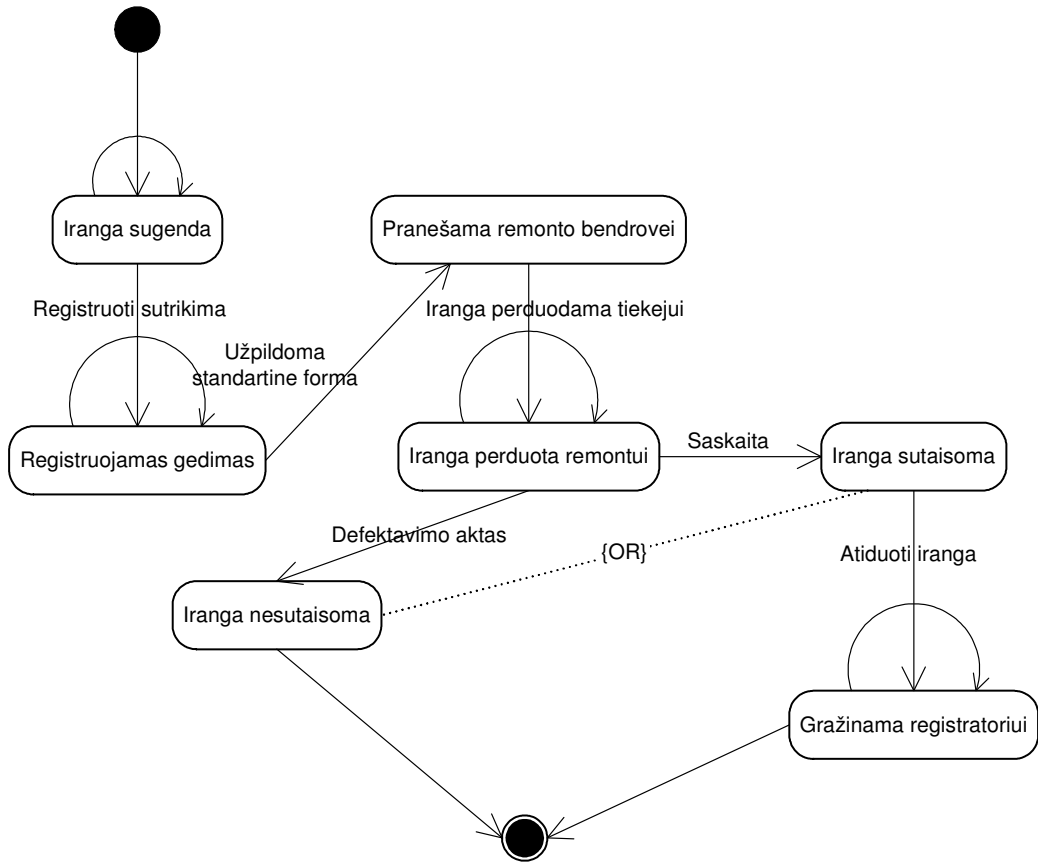 Iranga sugenda
Pranešama remonto bendrovei
Registruoti sutrikima
Iranga perduodama tiekejui
Užpildoma
standartine forma
Registruojamas gedimas
Iranga perduota remontui
Saskaita
Iranga sutaisoma
Defektavimo aktas
{OR}
Atiduoti iranga
Iranga nesutaisoma
Gražinama registratoriui